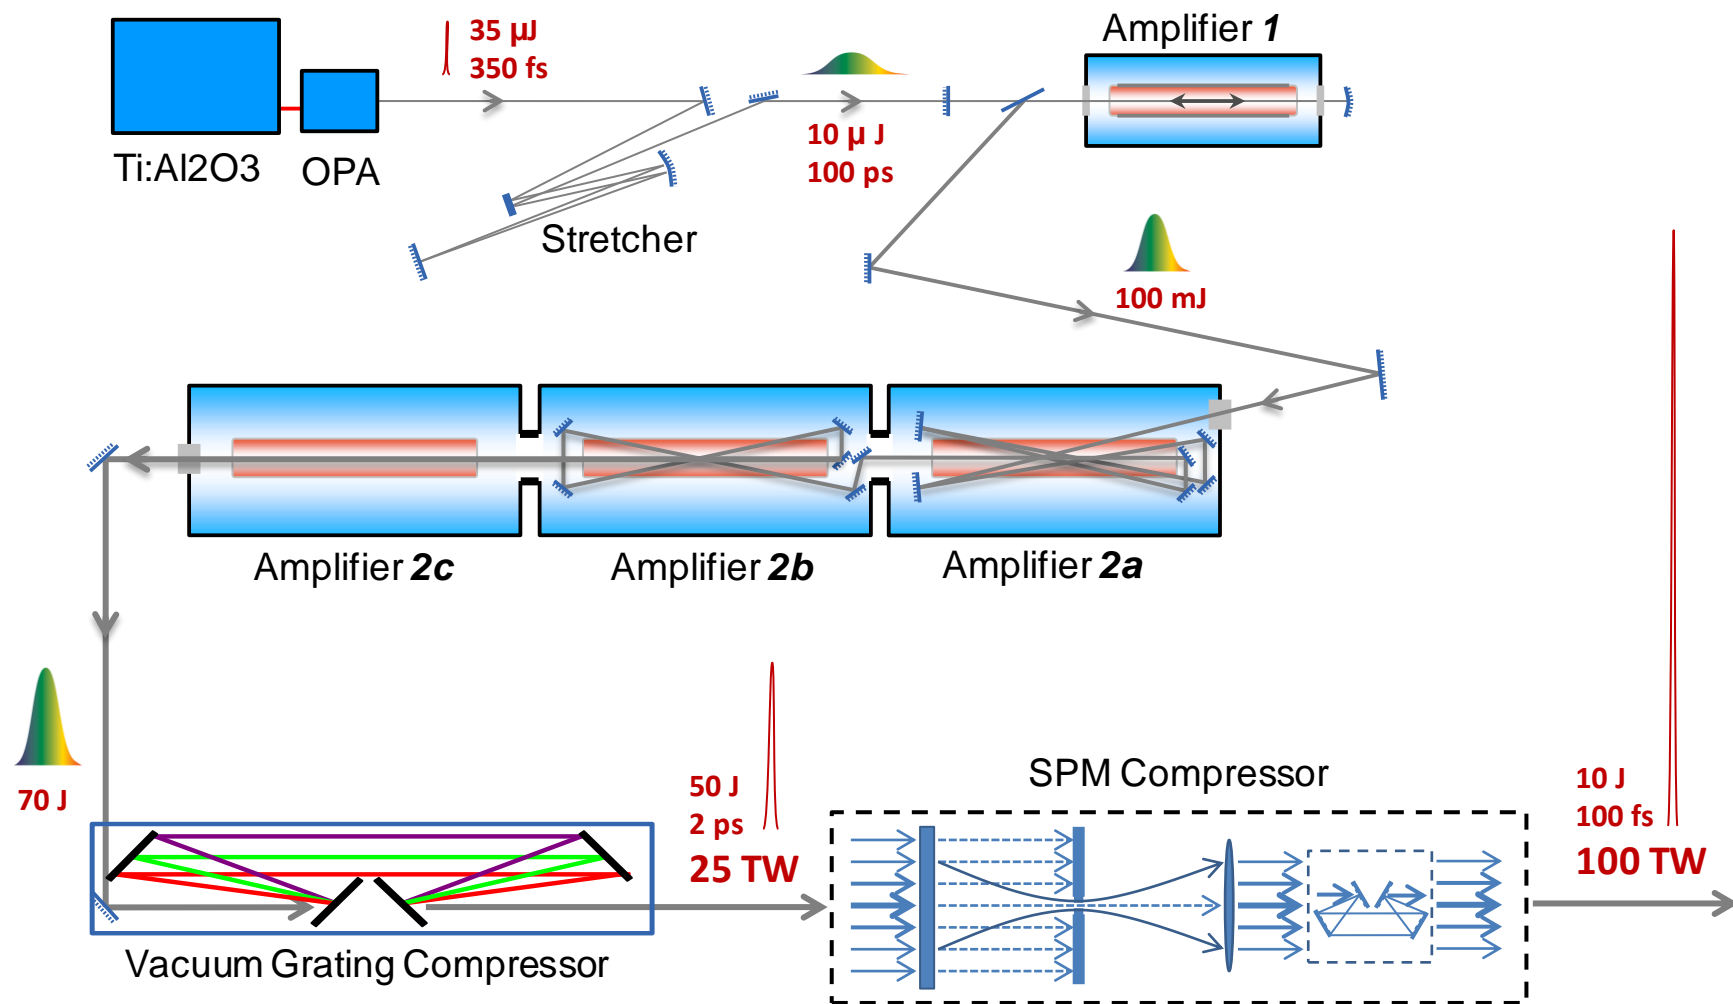 Amplifier 1
35 µJ
350 fs
Ti:Al2O3
OPA
10 µ J
100 ps
Stretcher
100 mJ
Amplifier 2c
Amplifier 2b
Amplifier 2a
70 J
50 J
2 ps
25 TW
SPM Compressor
10 J
100 fs
100 TW
Vacuum Grating Compressor